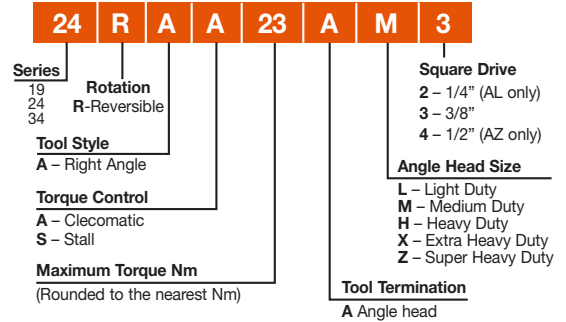 24 R A A 23 A M 3
Series
19
24
34
Rotation
R-Reversible
Tool Style
A – Right Angle
Torque Control
A – Clecomatic
S – Stall
Maximum Torque Nm
(Rounded to the nearest Nm)
Square Drive
2 – 1/4” (AL only)
3 – 3/8”
4 – 1/2” (AZ only)
Angle Head Size
L – Light Duty
M – Medium Duty
H – Heavy Duty
X – Extra Heavy Duty
Z – Super Heavy Duty
Tool Termination
A Angle head